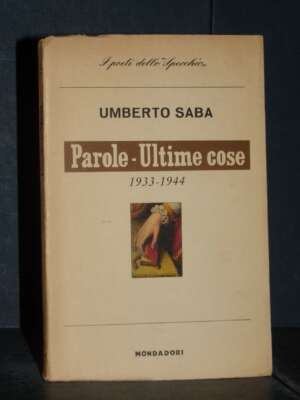 I poeti dello "Specchio"
UMBERTO SABA
Parole - Ultime cose
1933-1944
MONDADORI